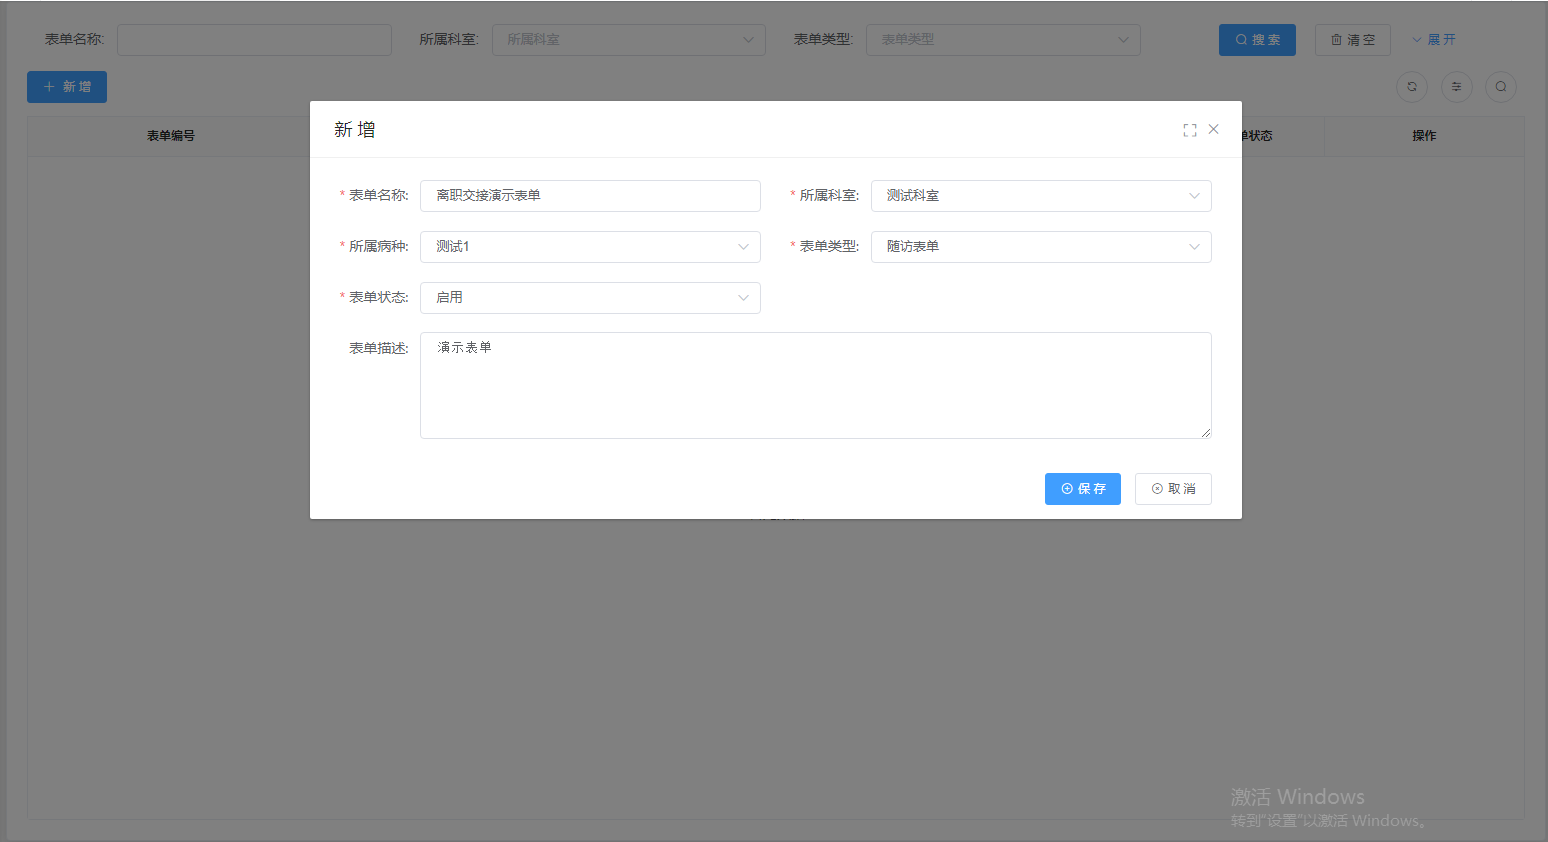 表单名称: 所属科室: 所属科室 表单类型: 表单类型 搜 索 清 空 展 开
新 增
表单编号 单状态 操作
新 增
* 表单名称: 离职交接演示表单 * 所属科室: 测试科室
* 所属病种: 测试1 * 表单类型: 随访表单
* 表单状态: 启用
表单描述: 演示表单
保 存 取 消
激活 Windows
转到“设置”以激活 Windows。